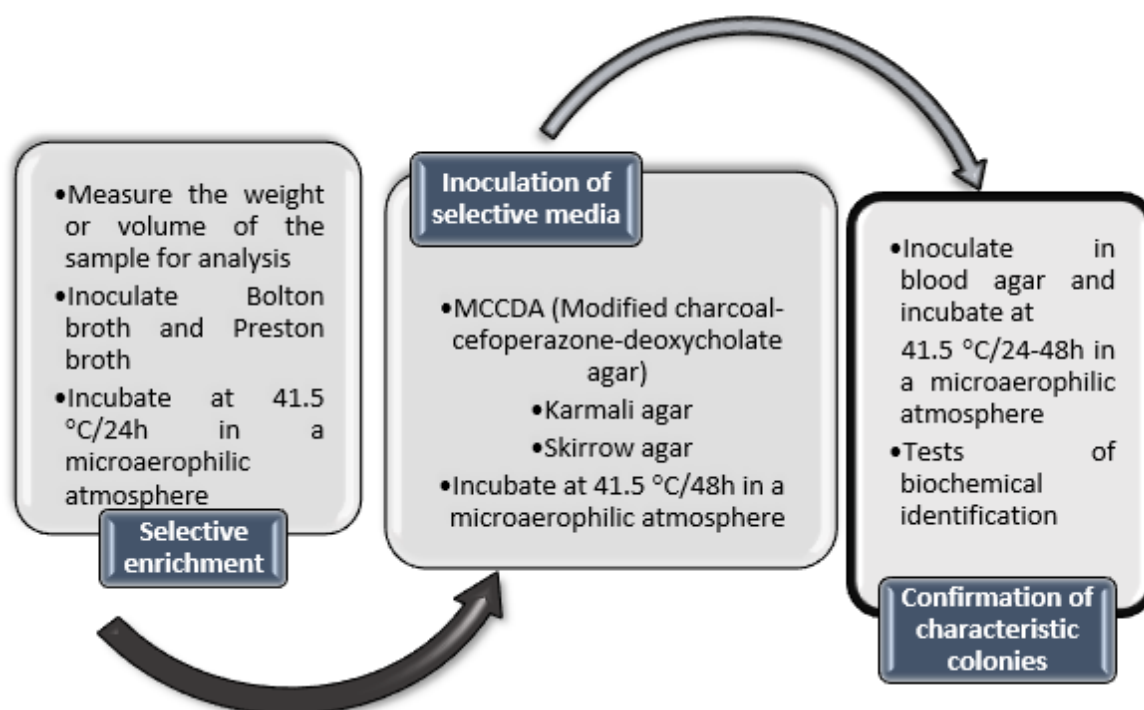 •Measure the weight
or volume of the
sample for analysis
•Inoculate Bolton
broth and Preston
broth
•Incubate at 41.5
°C/24h in a
microaerophilic
atmosphere
Selective
enrichment
Inoculation of
selective media
•MCCDA (Modified charcoal-
cefoperazone-deoxycholate
agar)
•Karmali agar
•Skirrow agar
•Incubate at 41.5 °C/48h in a
microaerophilic atmosphere
•Inoculate in
blood agar and
incubate at
41.5 °C/24-48h in
a microaerophilic
atmosphere
•Tests of
biochemical
identification
Confirmation of
characteristic
colonies